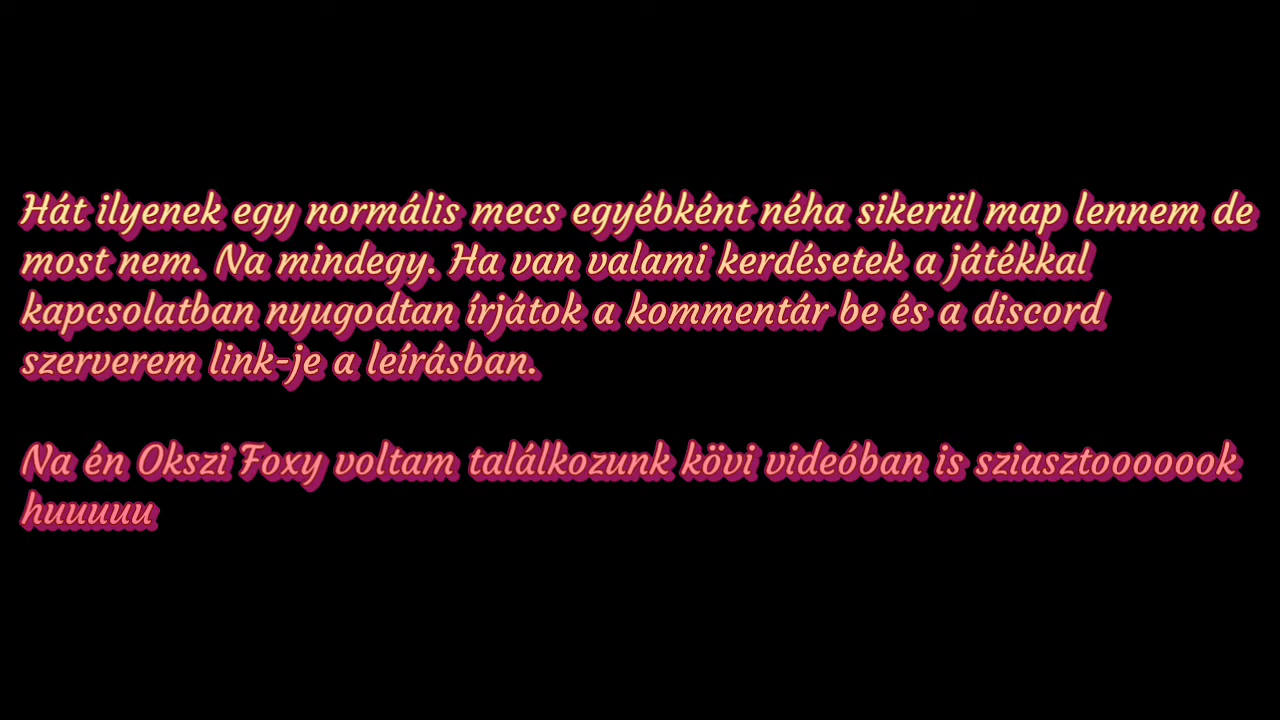 Hát ilyenek egy normális mecs egyébként néha sikerül map lennem de
most nem. Na mindegy. Ha van valami kerdésetek a játékkal
kapcsolatban nyugodtan írjátok a kommentár be és a discord
szerverem link-je a leírásban.
Na én Okszi Foxy voltam találkozunk kövi videóban is sziasztooooook
huuuuu